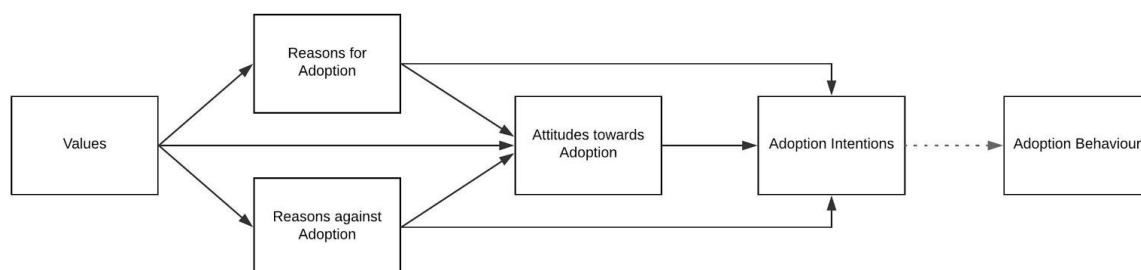 Reasons for
Adoption
Values
Attitudes towards
Adoption
Adoption Intentions
Adoption Behaviour
Reasons against
Adoption